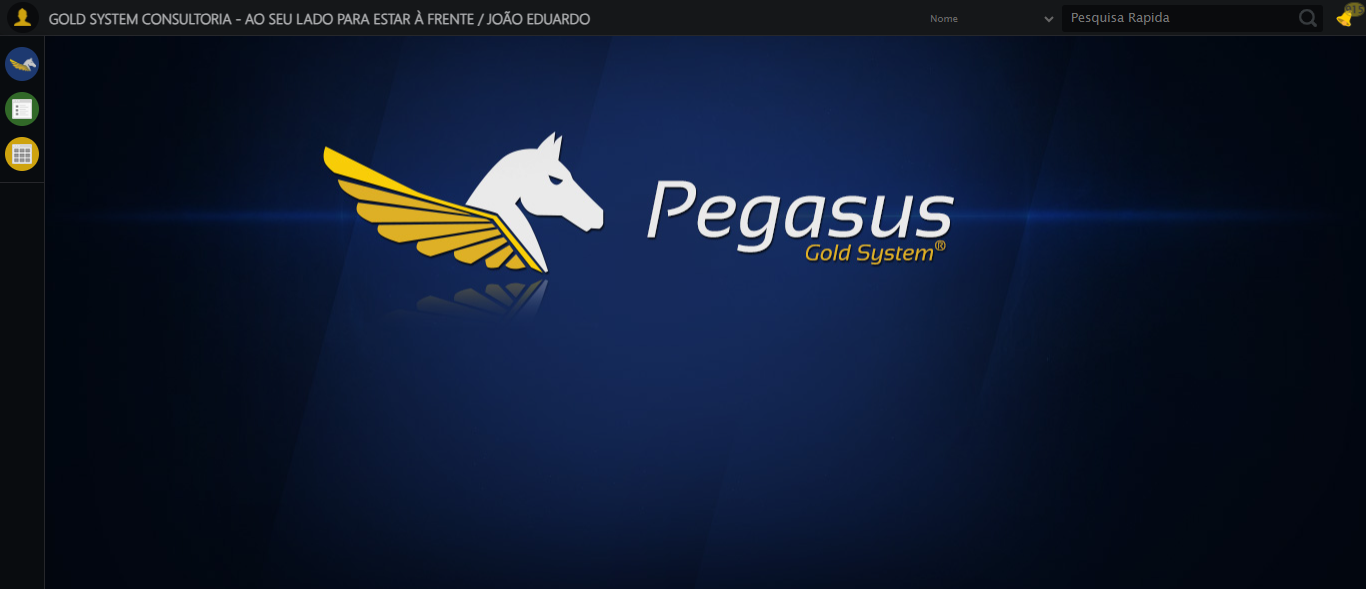 GOLD SYSTEM CONSULTORIA - AO SEU LADO PARA ESTAR À FRENTE / JOÃO EDUARDO
Nome
Pesquisa Rapida
Pegasus
Gold System®